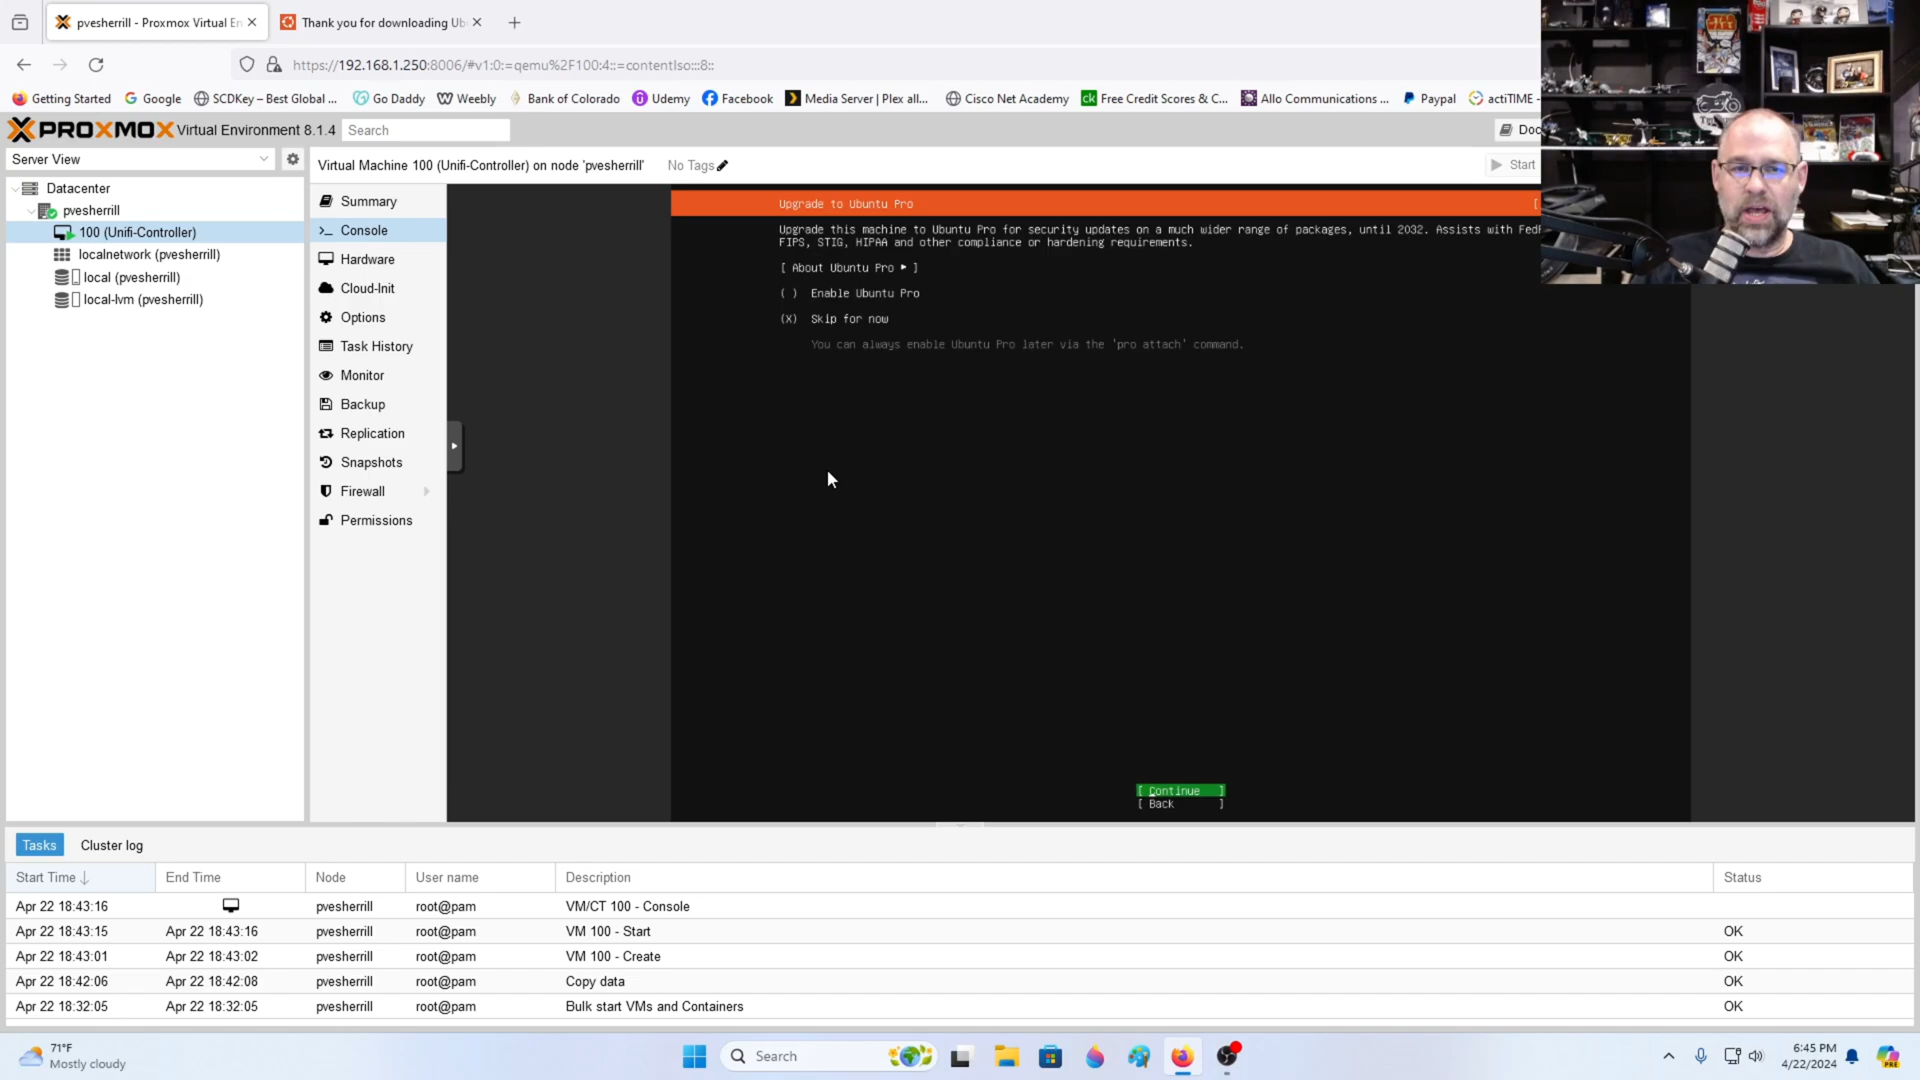 pvesherrill - Proxmox Virtual En
Thank you for downloading Ub
https://192.168.1.250:8006/#v1:0:=qemu%2F100:4::=contentIso:::8::
Getting Started
Google
SCDKey – Best Global ...
Go Daddy
Weebly
Bank of Colorado
Udemy
Facebook
Media Server | Plex all...
Cisco Net Academy
ck Free Credit Scores & C...
Allo Communications ...
Paypal
actiTIME -
PROXMOX Virtual Environment 8.1.4
Search
Doc
Server View
Virtual Machine 100 (Unifi-Controller) on node 'pvesherrill'
No Tags
Start
Datacenter
pvesherrill
100 (Unifi-Controller)
localnetwork (pvesherrill)
local (pvesherrill)
local-lvm (pvesherrill)
Summary
>_ Console
Hardware
Cloud-Init
Options
Task History
Monitor
Backup
Replication
Snapshots
Firewall
Permissions
Upgrade to Ubuntu Pro [
Upgrade this machine to Ubuntu Pro for security updates on a much wider range of packages, until 2032. Assists with FedR
FIPS, STIG, HIPAA and other compliance or hardening requirements.
[ About Ubuntu Pro ▸ ]
( ) Enable Ubuntu Pro
(X) Skip for now
You can always enable Ubuntu Pro later via the 'pro attach' command.
[ Continue ]
[ Back ]
Tasks
Cluster log
Start Time ↓ End Time Node User name Description Status
Apr 22 18:43:16 pvesherrill root@pam VM/CT 100 - Console
Apr 22 18:43:15 Apr 22 18:43:16 pvesherrill root@pam VM 100 - Start OK
Apr 22 18:43:01 Apr 22 18:43:02 pvesherrill root@pam VM 100 - Create OK
Apr 22 18:42:06 Apr 22 18:42:08 pvesherrill root@pam Copy data OK
Apr 22 18:32:05 Apr 22 18:32:05 pvesherrill root@pam Bulk start VMs and Containers OK
71°F
Mostly cloudy
Search
6:45 PM
4/22/2024
PRE